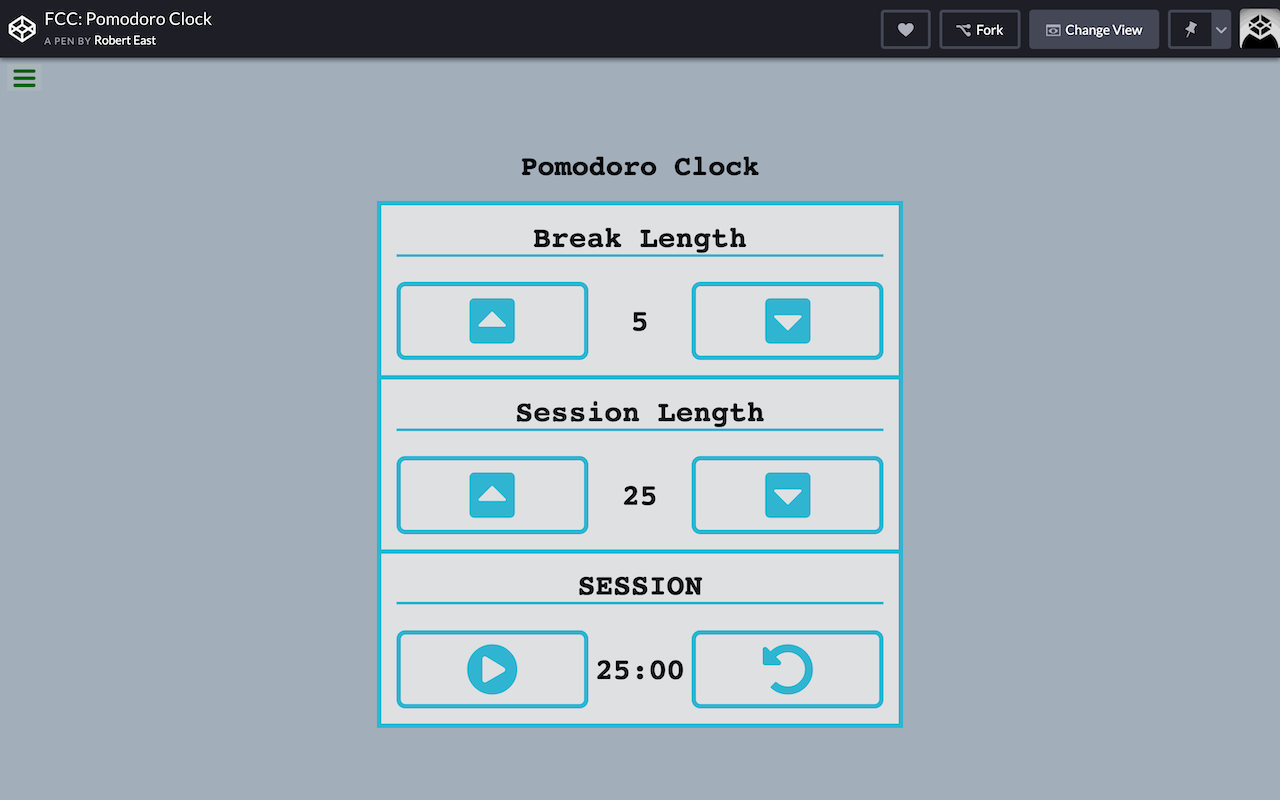 FCC: Pomodoro Clock
A PEN BY Robert East
Fork
Change View
Pomodoro Clock
Break Length
5
Session Length
25
SESSION
25:00